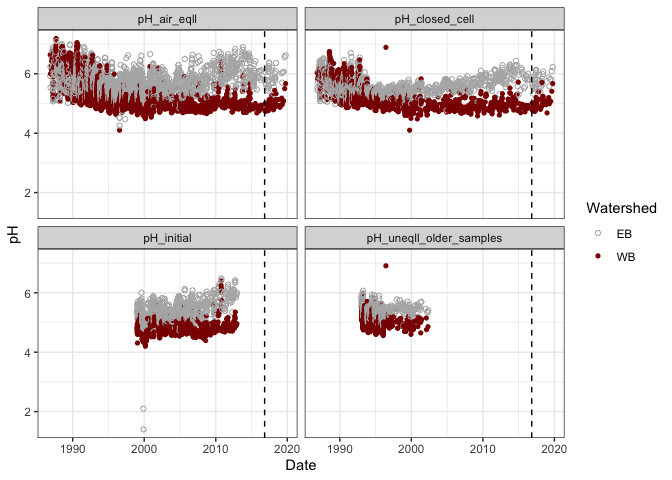 pH_air_eqll
pH_closed_cell
6
4
2
pH_initial
pH_uneqll_older_samples
6
4
2
pH
1990
2000
2010
2020
1990
2000
2010
2020
Date
Watershed
EB
WB